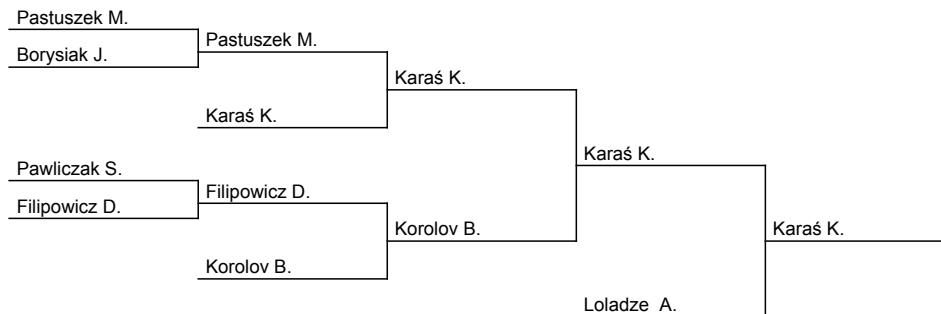 Pastuszek M.
Borysiak J.
Pastuszek M.
Karaś K.
Karaś K.
Pawliczak S.
Filipowicz D.
Filipowicz D.
Korolov B.
Korolov B.
Karaś K.
Loladze A.
Karaś K.